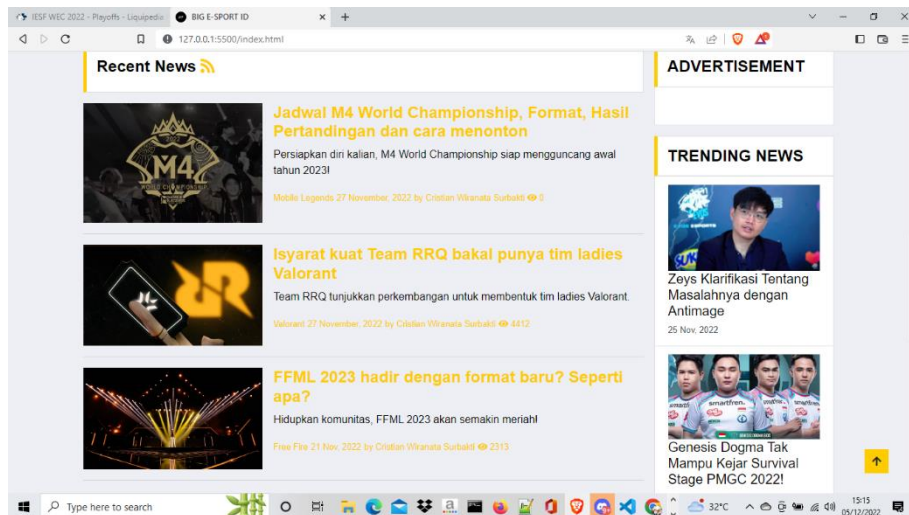 IESF WEC 2022 - Playoffs - Liquipedia
BIG E-SPORT ID
127.0.0.1:5500/index.html
Recent News
ADVERTISEMENT
2022
M4
WORLD CHAMPIONSHIP
Jadwal M4 World Championship, Format, Hasil
Pertandingan dan cara menonton
Persiapkan diri kalian, M4 World Championship siap mengguncang awal
tahun 2023!
Mobile Legends 27 November, 2022 by Cristian Wiranata Surbakti 0
TRENDING NEWS
Isyarat kuat Team RRQ bakal punya tim ladies
Valorant
Team RRQ tunjukkan perkembangan untuk membentuk tim ladies Valorant.
Valorant 27 November, 2022 by Cristian Wiranata Surbakti 4412
Zeys Klarifikasi Tentang
Masalahnya dengan
Antimage
25 Nov, 2022
FFML 2023 hadir dengan format baru? Seperti
apa?
Hidupkan komunitas, FFML 2023 akan semakin meriah!
Free Fire 21 Nov, 2022 by Cristian Wiranata Surbakti 2313
smartfren.
smartfren.
Genesis Dogma Tak
Mampu Kejar Survival
Stage PMGC 2022!
Type here to search
32°C
15:15
05/12/2022